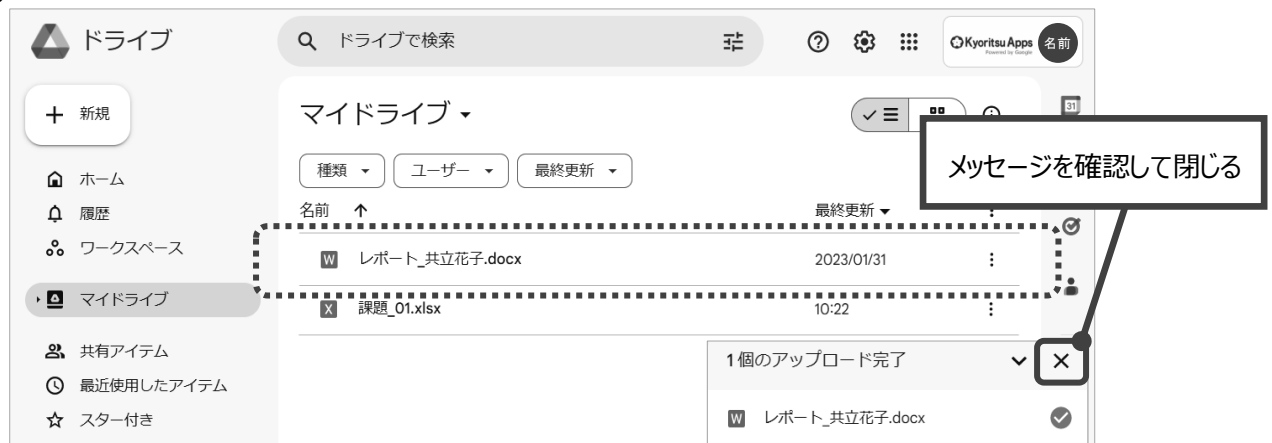 ドライブ
ドライブで検索
Kyoritsu Apps
Powered by Google
名前
新規
マイドライブ
31
メッセージを確認して閉じる
種類
ユーザー
最終更新
ホーム
履歴
ワークスペース
マイドライブ
共有アイテム
最近使用したアイテム
スター付き
名前 最終更新
W レポート_共立花子.docx 2023/01/31
X 課題_01.xlsx 10:22
1個のアップロード完了
W レポート_共立花子.docx